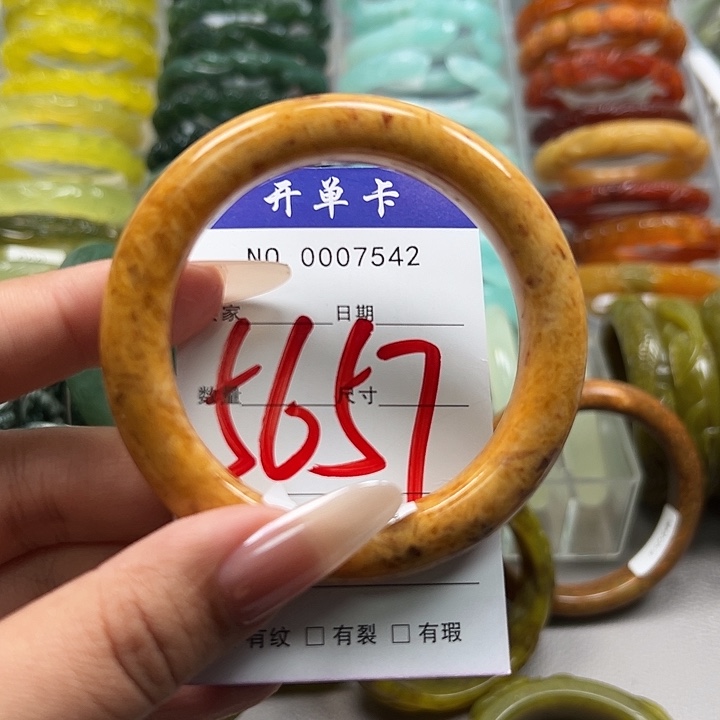 开单卡
NO 0007542
家 日期
数量 尺寸
5657
有纹 □ 有裂 □ 有瑕